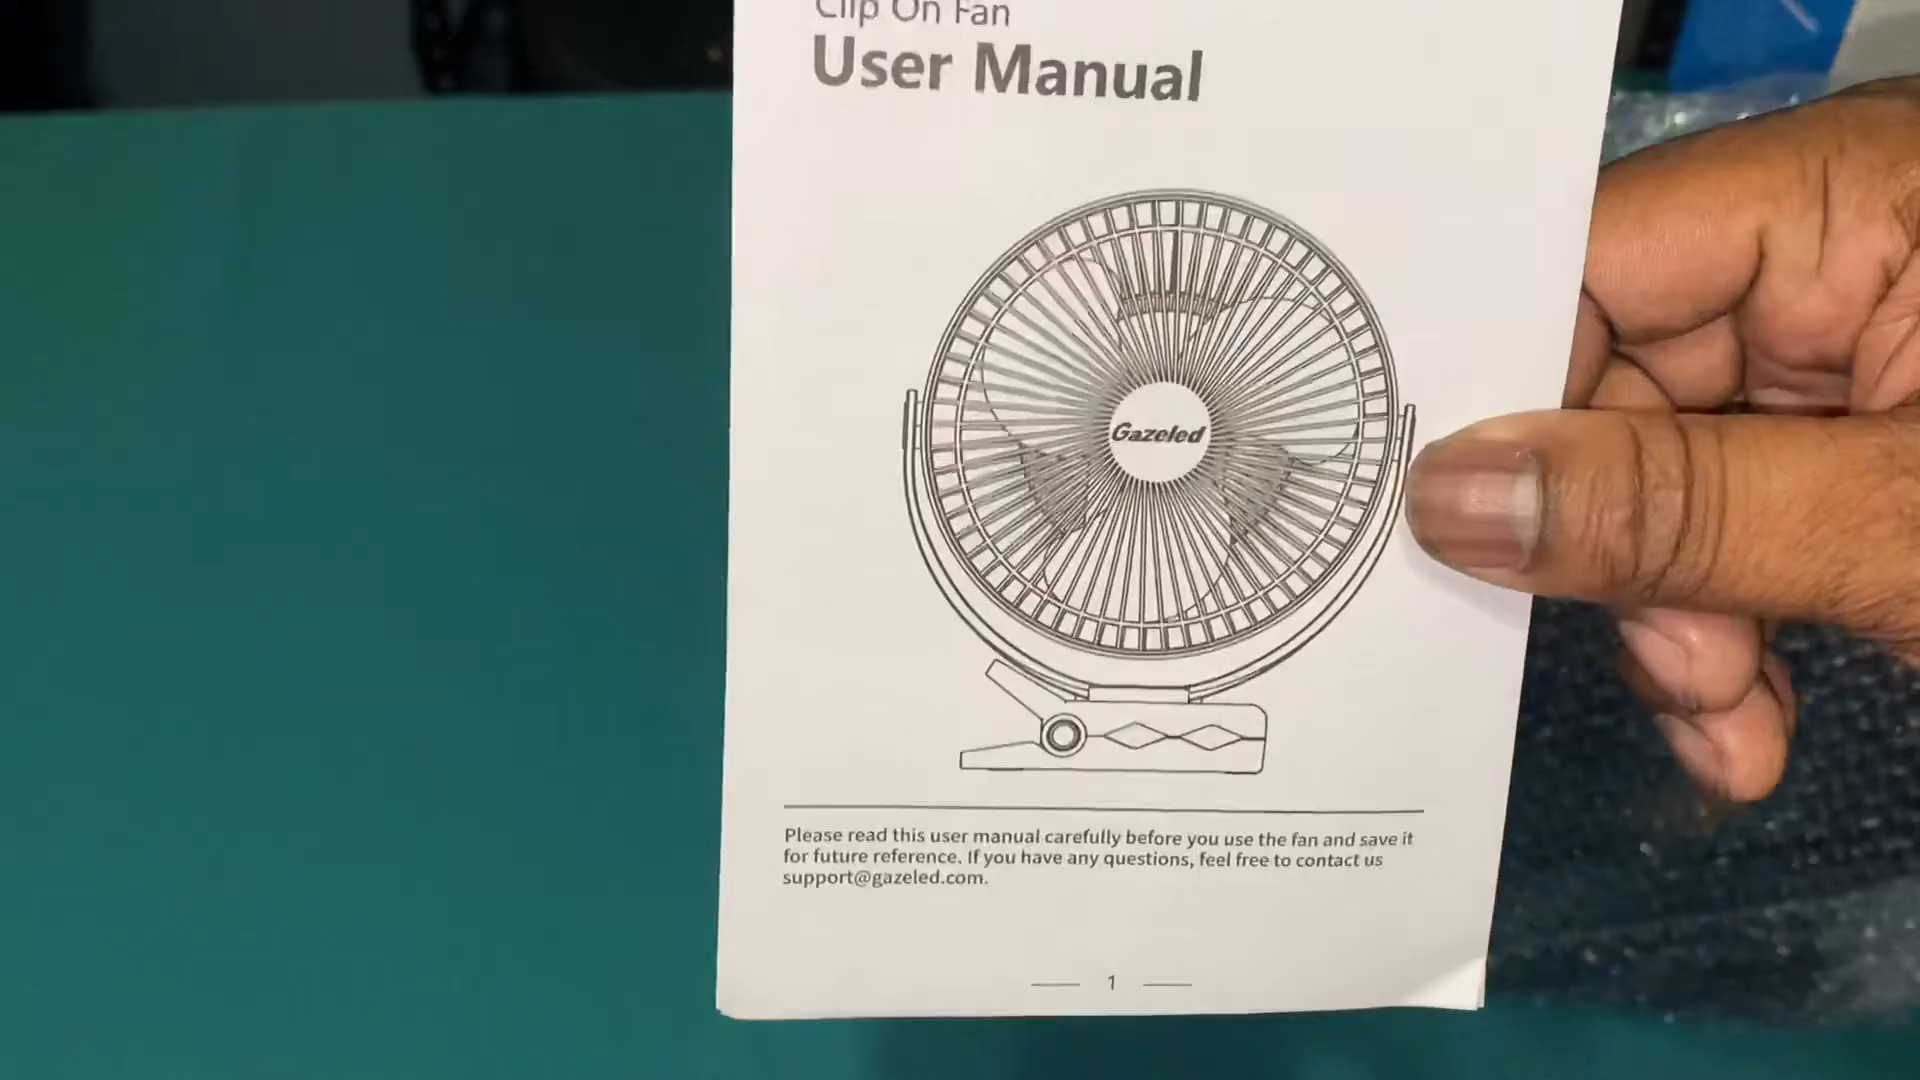 Clip On Fan
User Manual
Gazeled
Please read this user manual carefully before you use the fan and save it
for future reference. If you have any questions, feel free to contact us
support@gazeled.com.
1